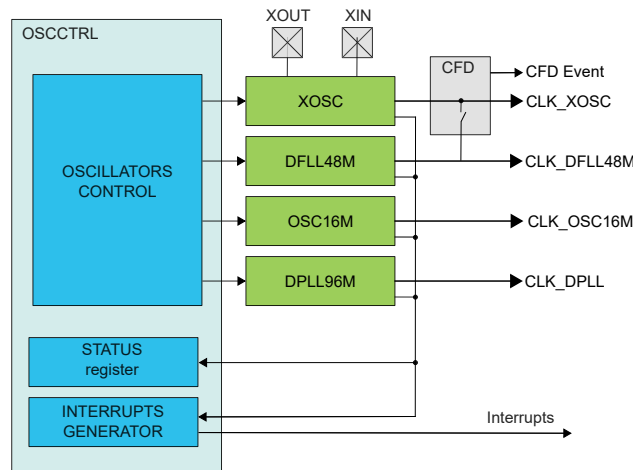 XOUT
XIN
OSCCTRL
CFD
CFD Event
XOSC
CLK_XOSC
OSCILLATORS
CONTROL
DFLL48M
CLK_DFLL48M
OSC16M
CLK_OSC16M
DPLL96M
CLK_DPLL
STATUS
register
INTERRUPTS
GENERATOR
Interrupts